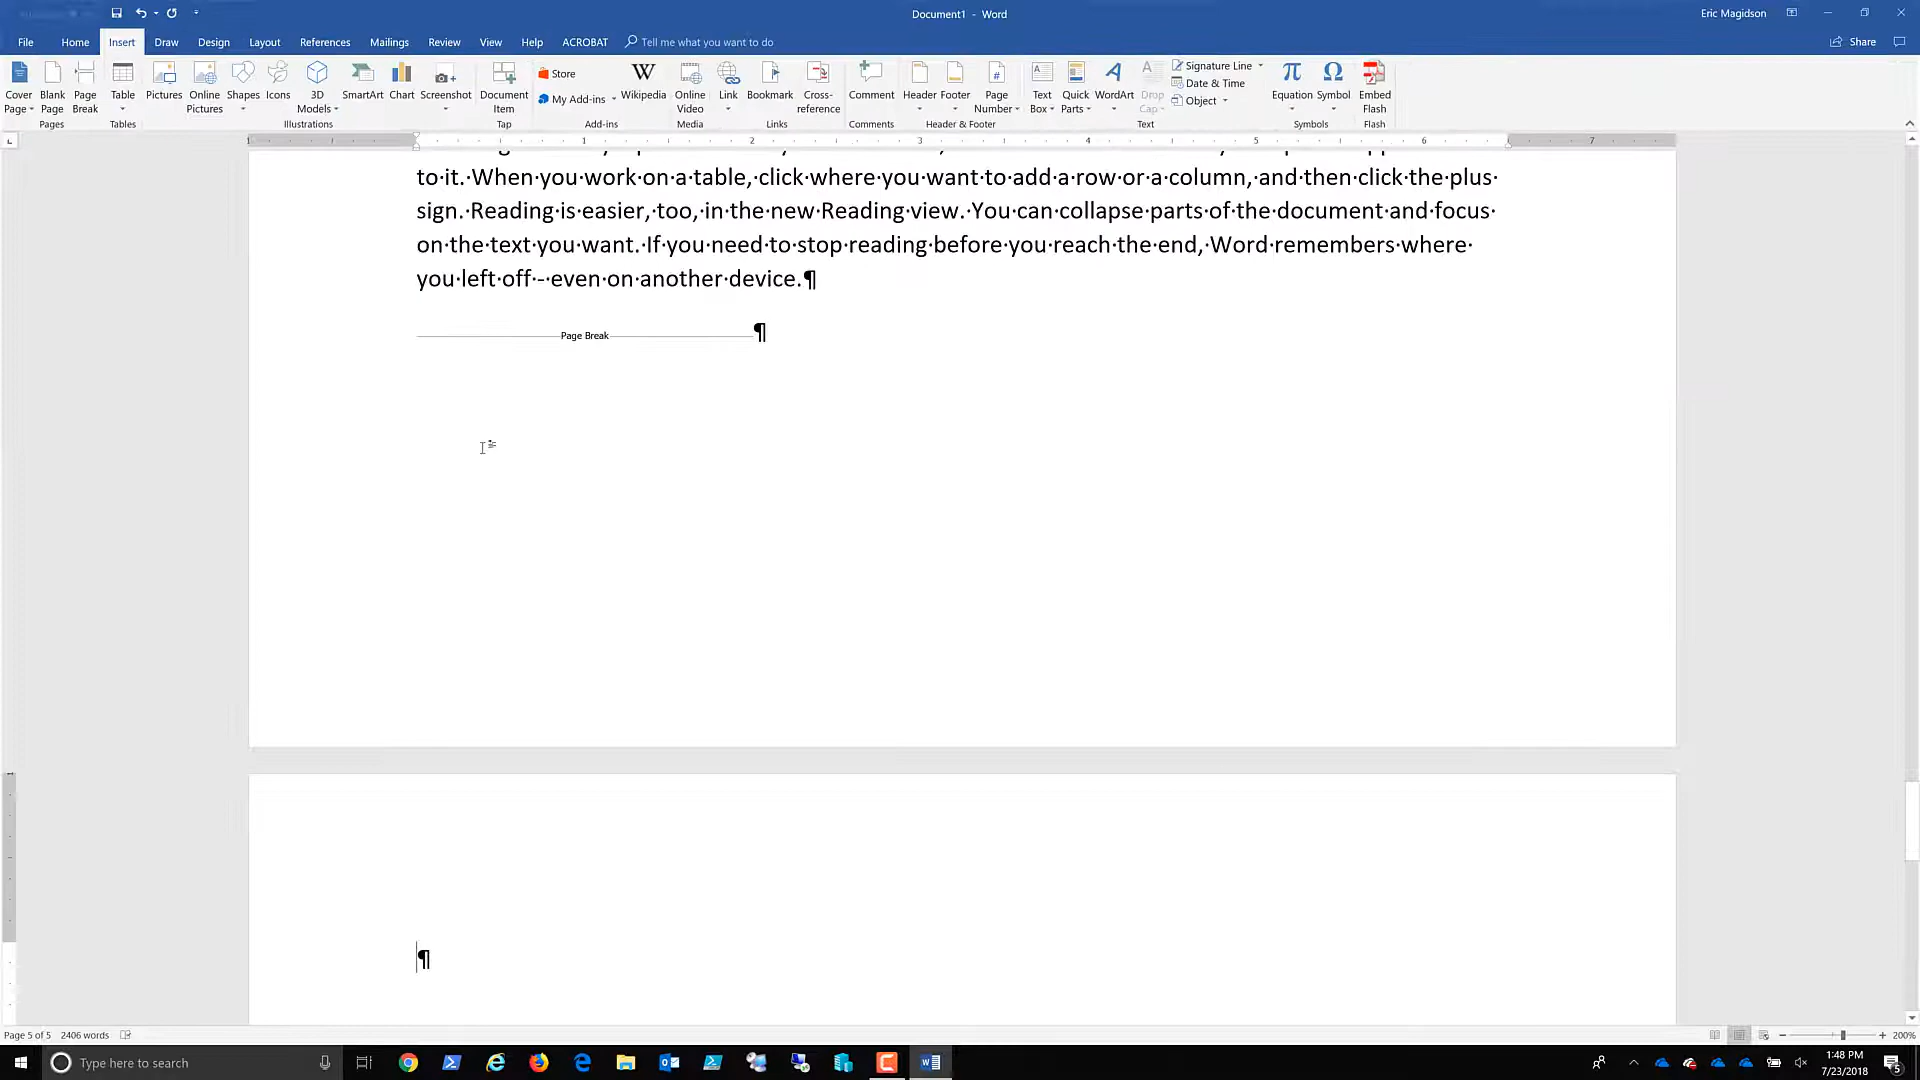 Document1 - Word
Eric Magidson
File Home Insert Draw Design Layout References Mailings Review View Help ACROBAT Tell me what you want to do
Share
Cover Page
Blank Page
Page Break
Table
Pictures
Online Pictures
Shapes
Icons
3D Models
SmartArt
Chart
Screenshot
Document Item
Store
My Add-ins
Wikipedia
Online Video
Link
Bookmark
Cross-reference
Comment
Header
Footer
Page Number
Text Box
Quick Parts
WordArt
Drop Cap
Signature Line
Date & Time
Object
Equation
Symbol
Embed Flash
Pages Tables Illustrations Tap Add-ins Media Links Comments Header & Footer Text Symbols Flash
1 1 2 3 4 5 6 7
to·it.·When·you·work·on·a·table,·click·where·you·want·to·add·a·row·or·a·column,·and·then·click·the·plus·
sign.·Reading·is·easier,·too,·in·the·new·Reading·view.·You·can·collapse·parts·of·the·document·and·focus·
on·the·text·you·want.·If·you·need·to·stop·reading·before·you·reach·the·end,·Word·remembers·where·
you·left·off·-·even·on·another·device.¶
Page Break ¶
¶
Page 5 of 5 2406 words
200%
Type here to search
1:48 PM
7/23/2018
5